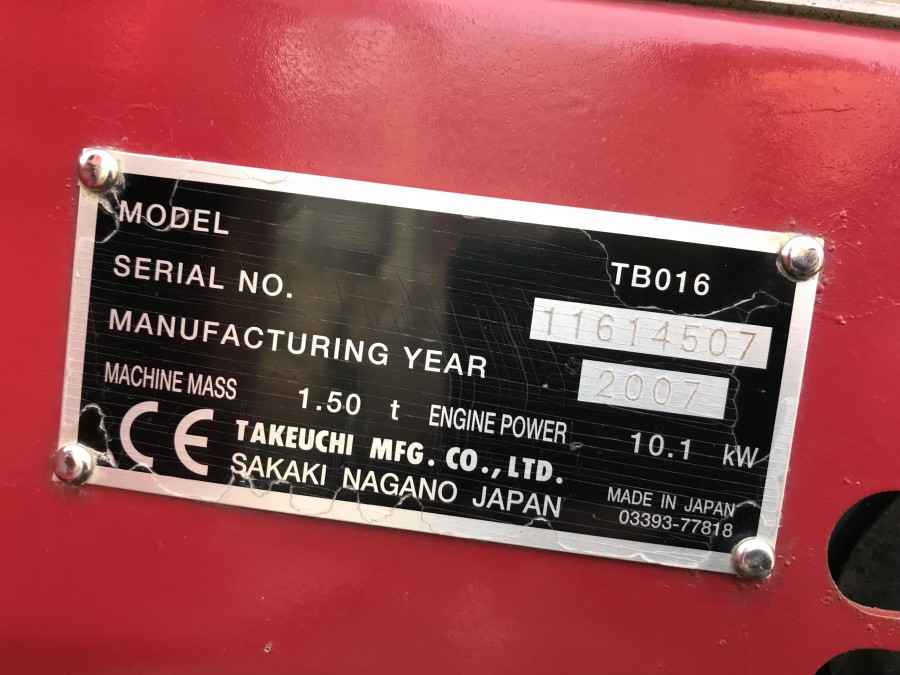 MODEL TB016
SERIAL NO. 11614507
MANUFACTURING YEAR 2007
MACHINE MASS 1.50 t ENGINE POWER 10.1 kW
CE TAKEUCHI MFG. CO., LTD.
SAKAKI NAGANO JAPAN
MADE IN JAPAN
03393-77818